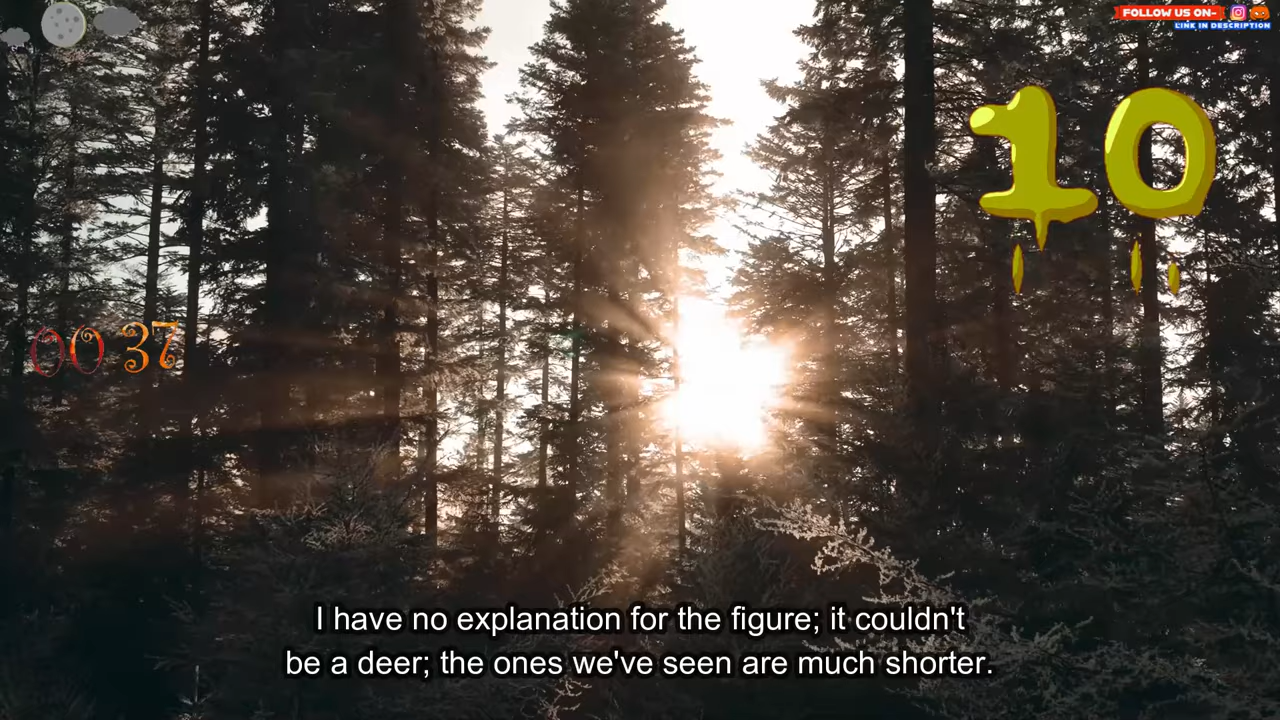 FOLLOW US ON-
LINK IN DESCRIPTION
10
00 37
I have no explanation for the figure; it couldn't
be a deer; the ones we've seen are much shorter.